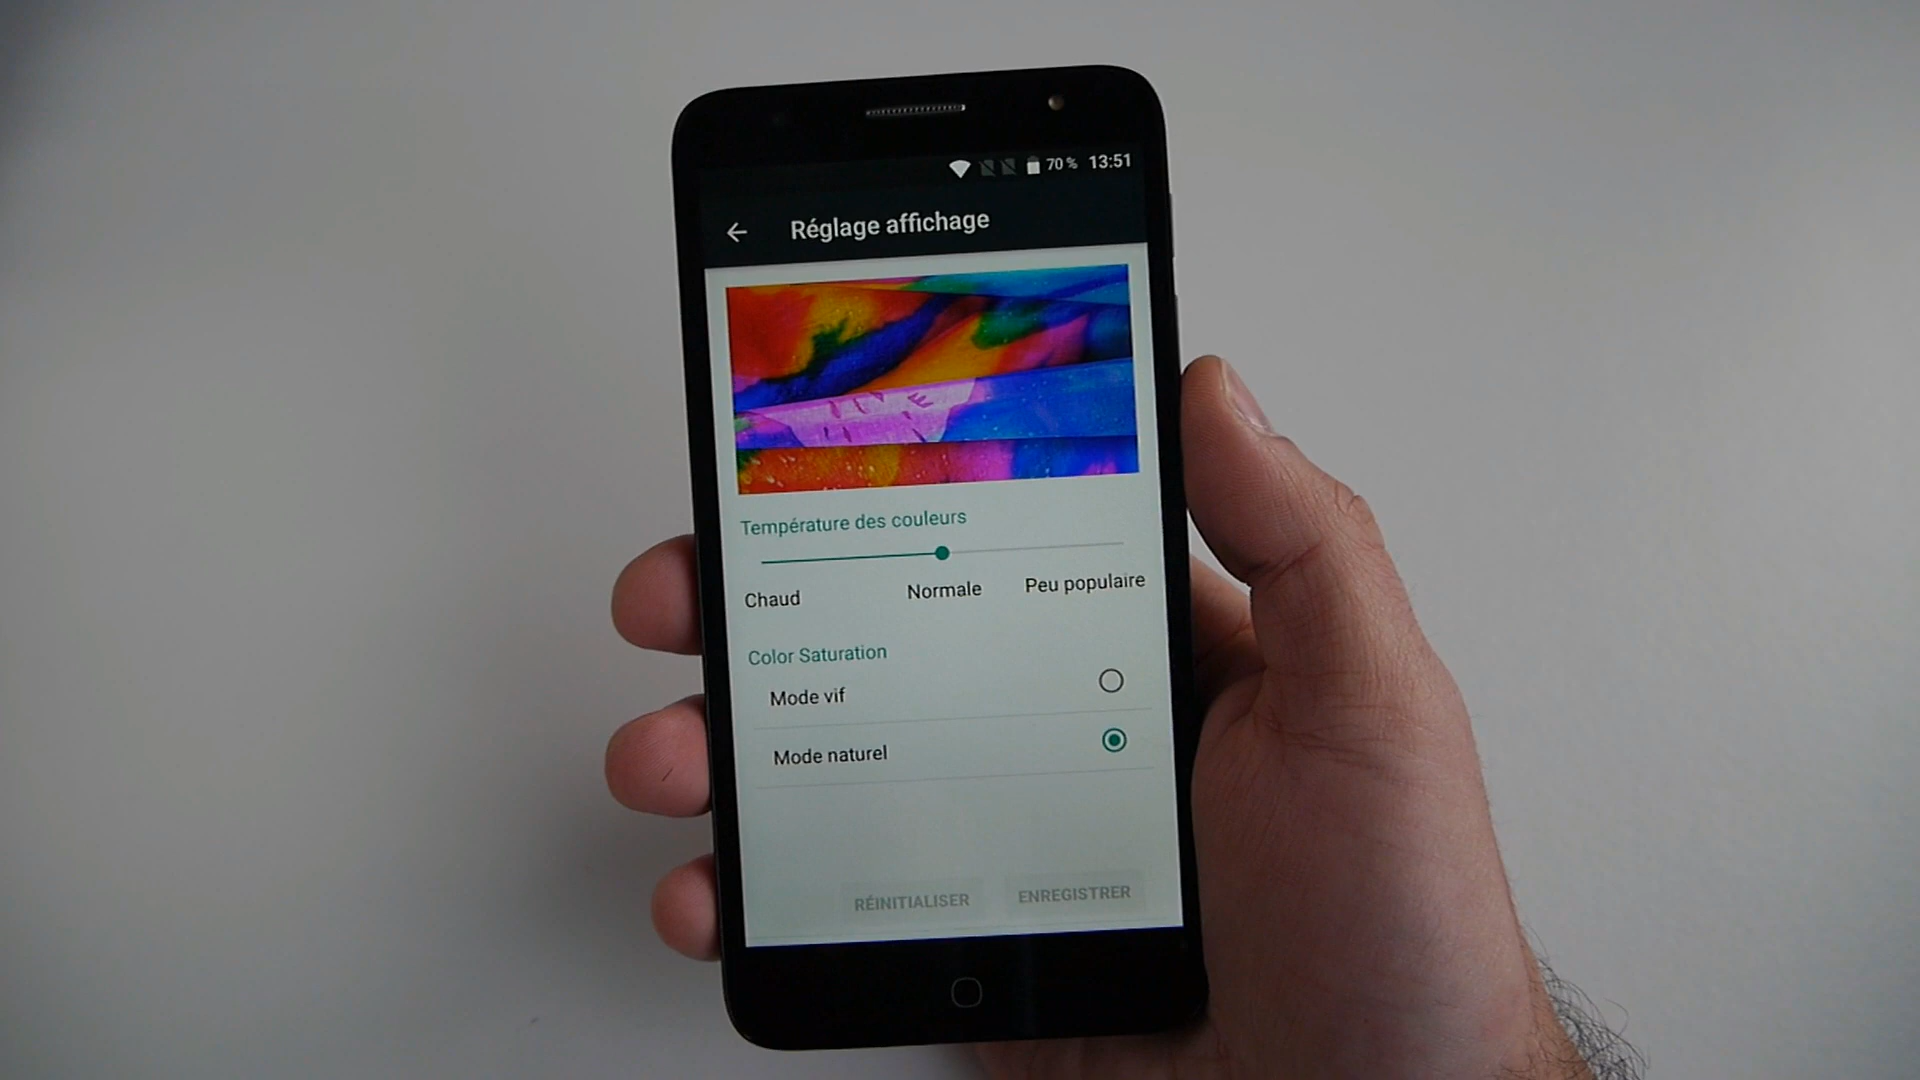 70 % 13:51
Réglage affichage
Température des couleurs
Chaud Normale Peu populaire
Color Saturation
Mode vif
Mode naturel
RÉINITIALISER ENREGISTRER